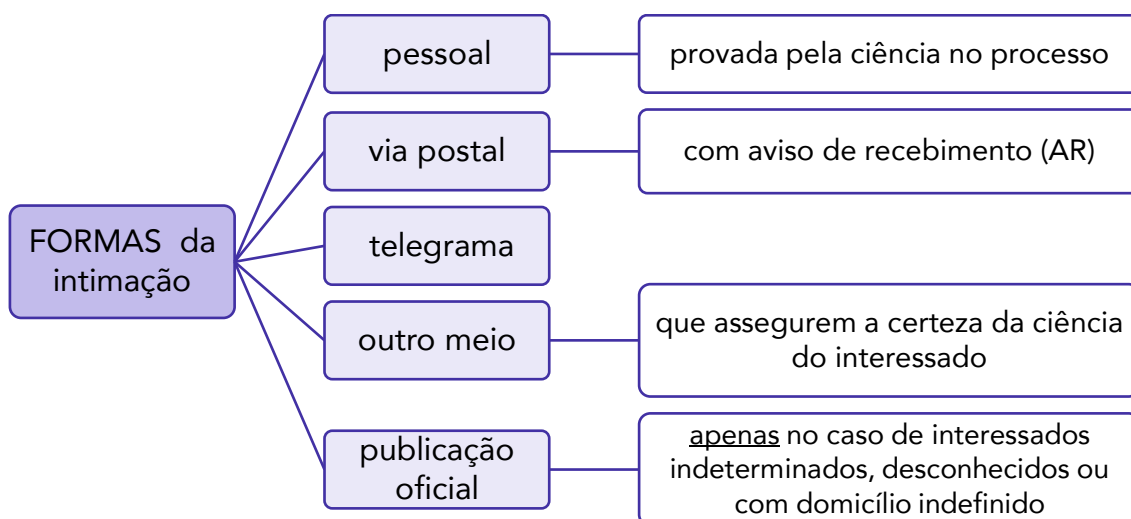 FORMAS da
intimação
pessoal
provada pela ciência no processo
via postal
com aviso de recebimento (AR)
telegrama
outro meio
que assegurem a certeza da ciência
do interessado
publicação
oficial
apenas no caso de interessados
indeterminados, desconhecidos ou
com domicílio indefinido